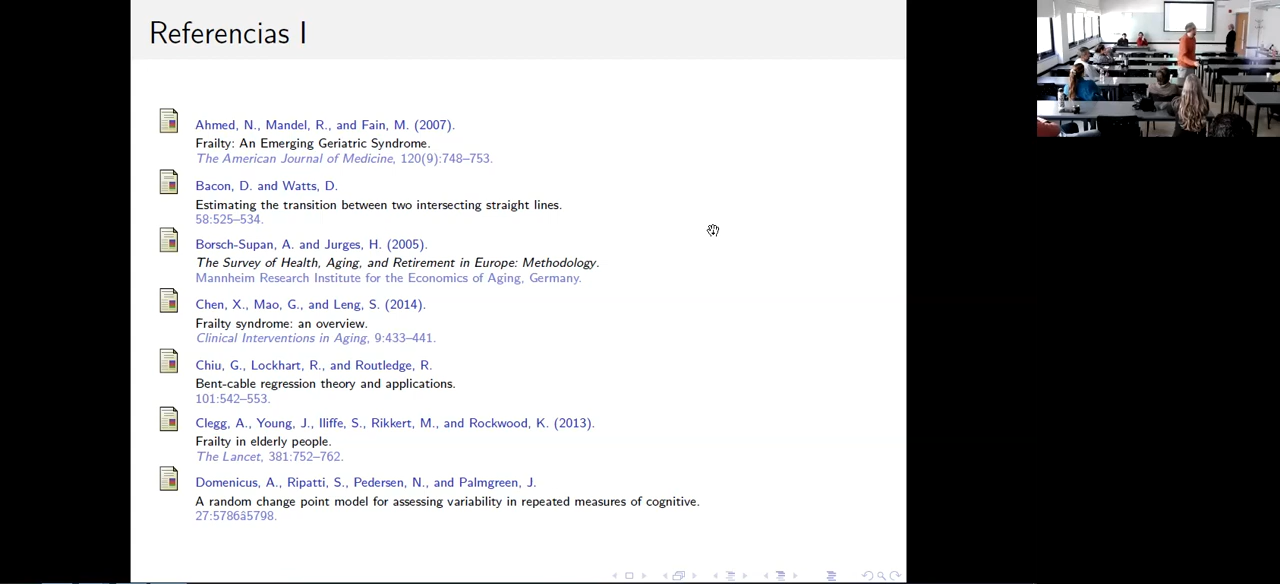 Referencias I
Ahmed, N., Mandel, R., and Fain, M. (2007).
Frailty: An Emerging Geriatric Syndrome.
The American Journal of Medicine, 120(9):748–753.
Bacon, D. and Watts, D.
Estimating the transition between two intersecting straight lines.
58:525–534.
Borsch-Supan, A. and Jurges, H. (2005).
The Survey of Health, Aging, and Retirement in Europe: Methodology.
Mannheim Research Institute for the Economics of Aging, Germany.
Chen, X., Mao, G., and Leng, S. (2014).
Frailty syndrome: an overview.
Clinical Interventions in Aging, 9:433–441.
Chiu, G., Lockhart, R., and Routledge, R.
Bent-cable regression theory and applications.
101:542–553.
Clegg, A., Young, J., Iliffe, S., Rikkert, M., and Rockwood, K. (2013).
Frailty in elderly people.
The Lancet, 381:752–762.
Domenicus, A., Ripatti, S., Pedersen, N., and Palmgreen, J.
A random change point model for assessing variability in repeated measures of cognitive.
27:5786â5798.